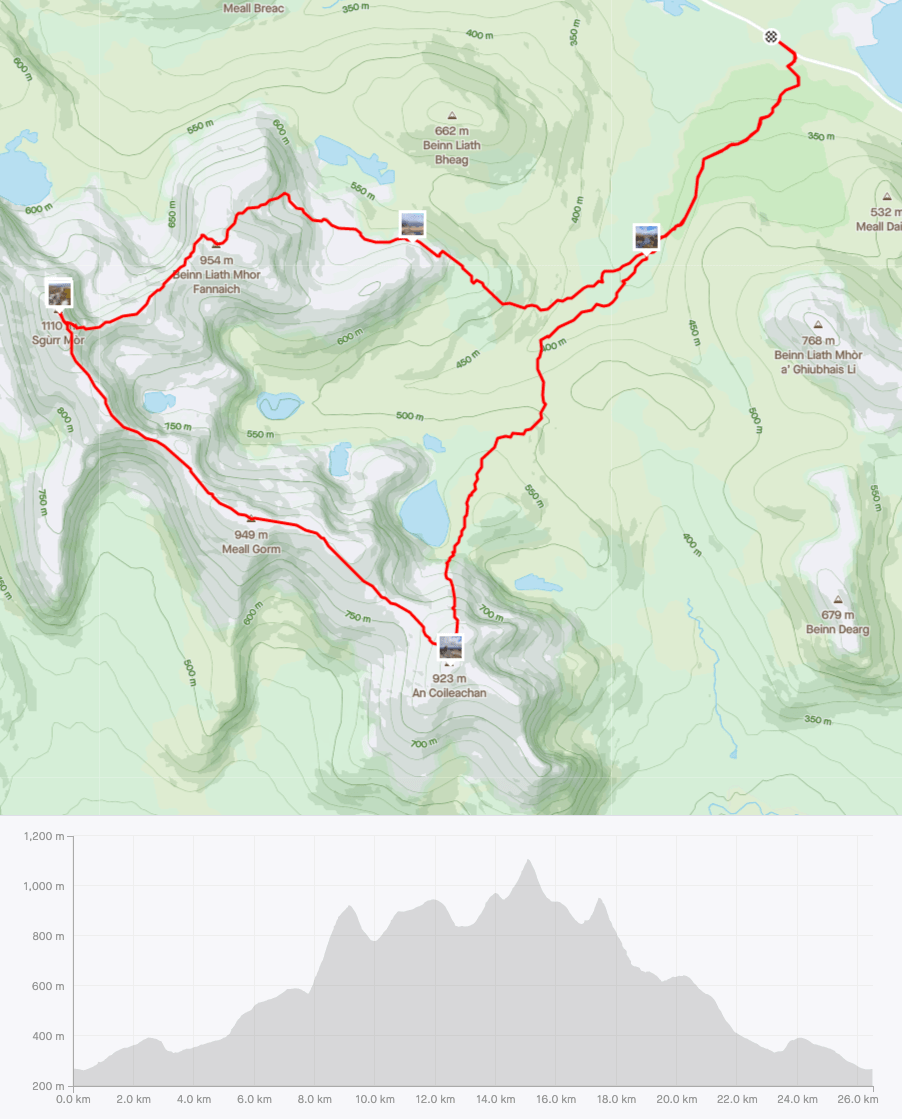 Meall Breac
350 m
400 m
350 m
600 m
550 m
600 m
662 m
Beinn Liath
Bheag
350 m
550 m
600 m
650 m
400 m
532 m
Meall Dai
954 m
Beinn Liath Mhor
Fannaich
1110
Sgùrr Mòr
600 m
450 m
400 m
450 m
768 m
Beinn Liath Mhòr
a' Ghiubhais Li
800 m
750 m
550 m
500 m
500 m
750 m
550 m
550 m
949 m
Meall Gorm
400 m
600 m
750 m
700 m
679 m
Beinn Dearg
500 m
923 m
An Coileachan
700 m
350 m
1,200 m
1,000 m
800 m
600 m
400 m
200 m
0.0 km 2.0 km 4.0 km 6.0 km 8.0 km 10.0 km 12.0 km 14.0 km 16.0 km 18.0 km 20.0 km 22.0 km 24.0 km 26.0 km